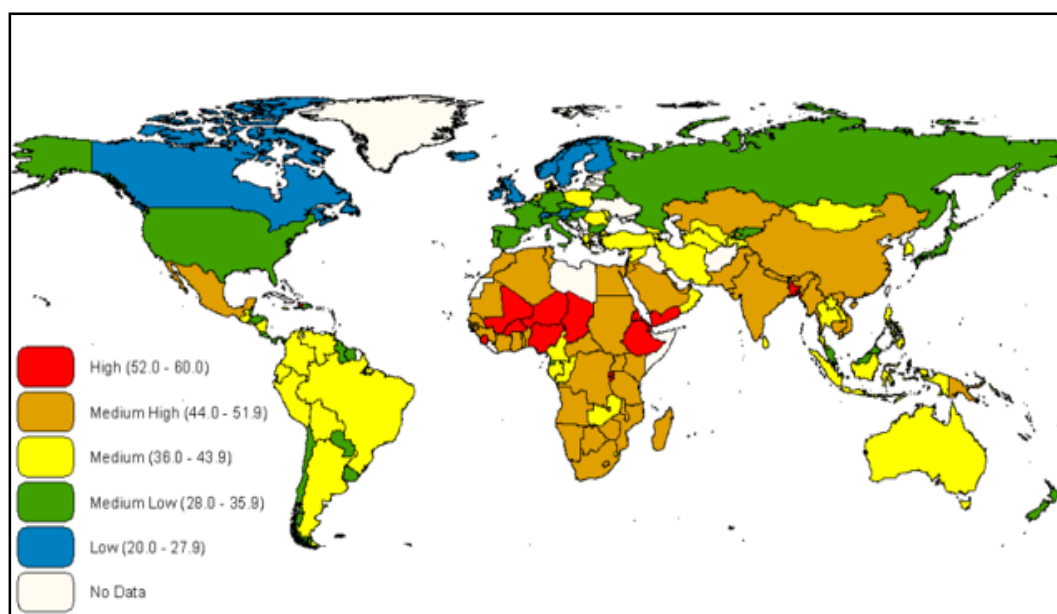 High (52.0 - 60.0)
Medium High (44.0 - 51.9)
Medium (36.0 - 43.9)
Medium Low (28.0 - 35.9)
Low (20.0 - 27.9)
No Data